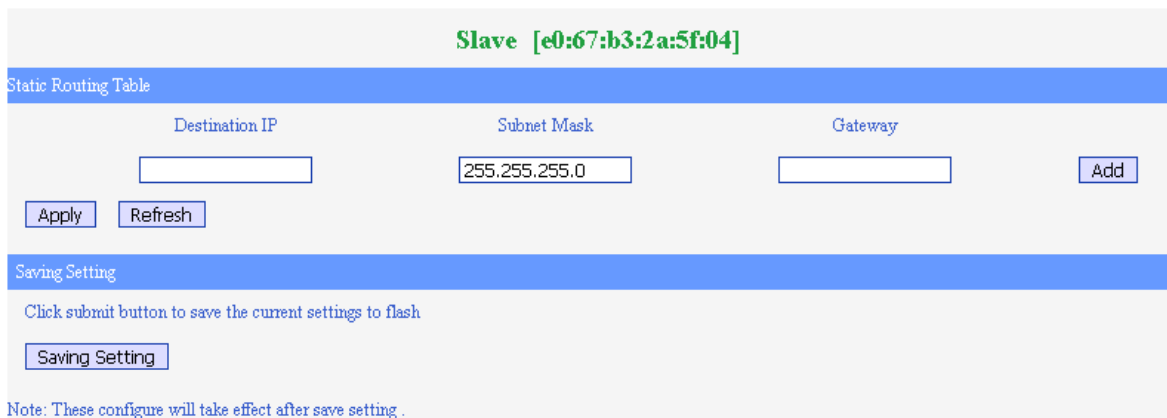 Slave [e0:67:b3:2a:5f:04]
Static Routing Table
Destination IP Subnet Mask Gateway
255.255.255.0 Add
Apply Refresh
Saving Setting
Click submit button to save the current settings to flash
Saving Setting
Note: These configure will take effect after save setting .